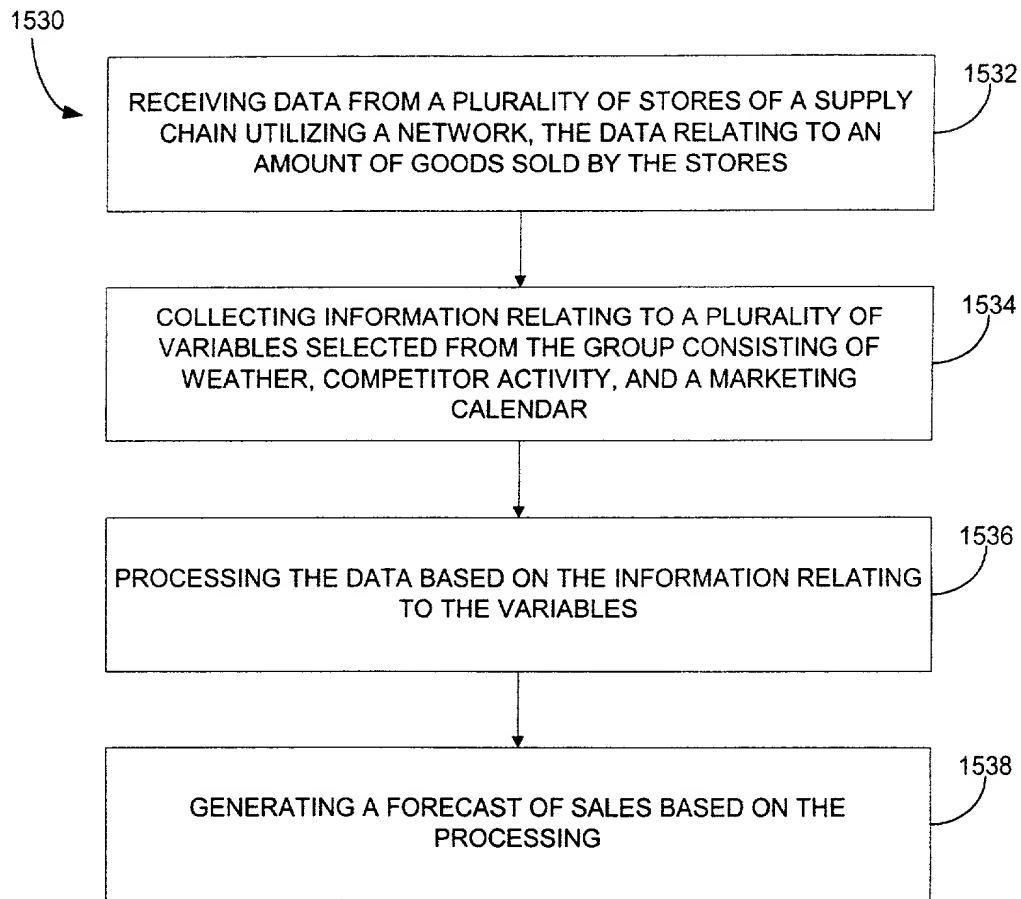 1530
1532
RECEIVING DATA FROM A PLURALITY OF STORES OF A SUPPLY
CHAIN UTILIZING A NETWORK, THE DATA RELATING TO AN
AMOUNT OF GOODS SOLD BY THE STORES
1534
COLLECTING INFORMATION RELATING TO A PLURALITY OF
VARIABLES SELECTED FROM THE GROUP CONSISTING OF
WEATHER, COMPETITOR ACTIVITY, AND A MARKETING
CALENDAR
1536
PROCESSING THE DATA BASED ON THE INFORMATION RELATING
TO THE VARIABLES
1538
GENERATING A FORECAST OF SALES BASED ON THE
PROCESSING